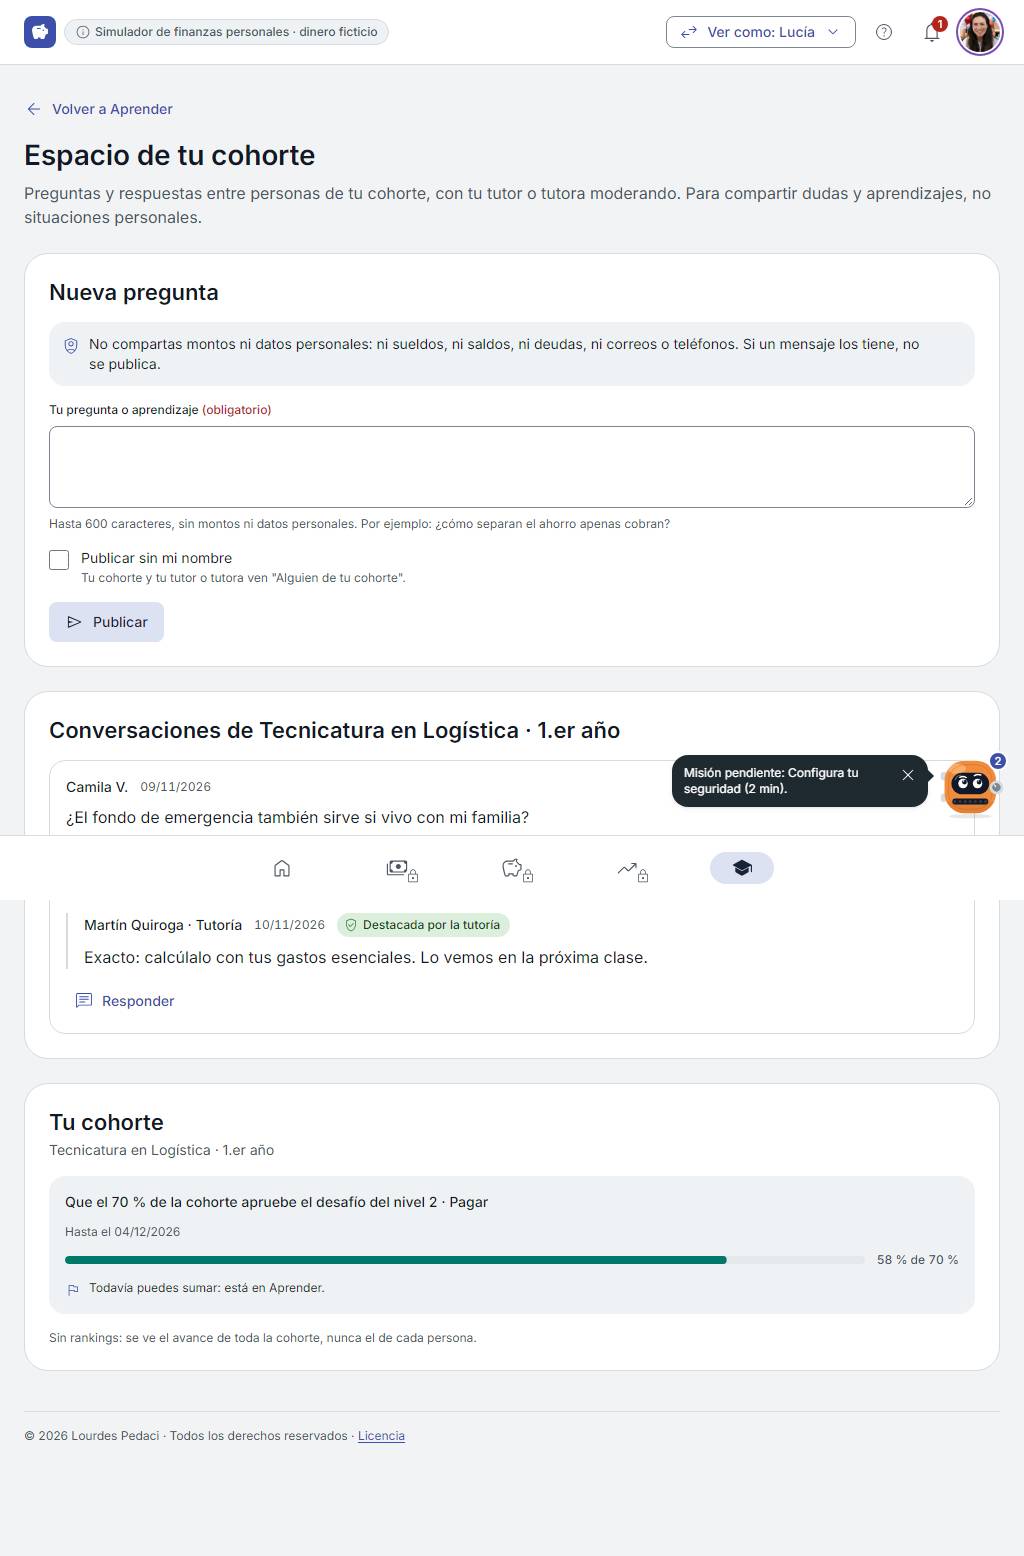 Simulador de finanzas personales · dinero ficticio
Ver como: Lucía
1
Volver a Aprender
Espacio de tu cohorte
Preguntas y respuestas entre personas de tu cohorte, con tu tutor o tutora moderando. Para compartir dudas y aprendizajes, no
situaciones personales.
Nueva pregunta
No compartas montos ni datos personales: ni sueldos, ni saldos, ni deudas, ni correos o teléfonos. Si un mensaje los tiene, no
se publica.
Tu pregunta o aprendizaje (obligatorio)
Hasta 600 caracteres, sin montos ni datos personales. Por ejemplo: ¿cómo separan el ahorro apenas cobran?
Publicar sin mi nombre
Tu cohorte y tu tutor o tutora ven "Alguien de tu cohorte".
Publicar
Conversaciones de Tecnicatura en Logística · 1.er año
Camila V. 09/11/2026
¿El fondo de emergencia también sirve si vivo con mi familia?
Misión pendiente: Configura tu
seguridad (2 min).
2
Martín Quiroga · Tutoría 10/11/2026 Destacada por la tutoría
Exacto: calcúlalo con tus gastos esenciales. Lo vemos en la próxima clase.
Responder
Tu cohorte
Tecnicatura en Logística · 1.er año
Que el 70 % de la cohorte apruebe el desafío del nivel 2 · Pagar
Hasta el 04/12/2026
58 % de 70 %
Todavía puedes sumar: está en Aprender.
Sin rankings: se ve el avance de toda la cohorte, nunca el de cada persona.
© 2026 Lourdes Pedaci · Todos los derechos reservados · Licencia